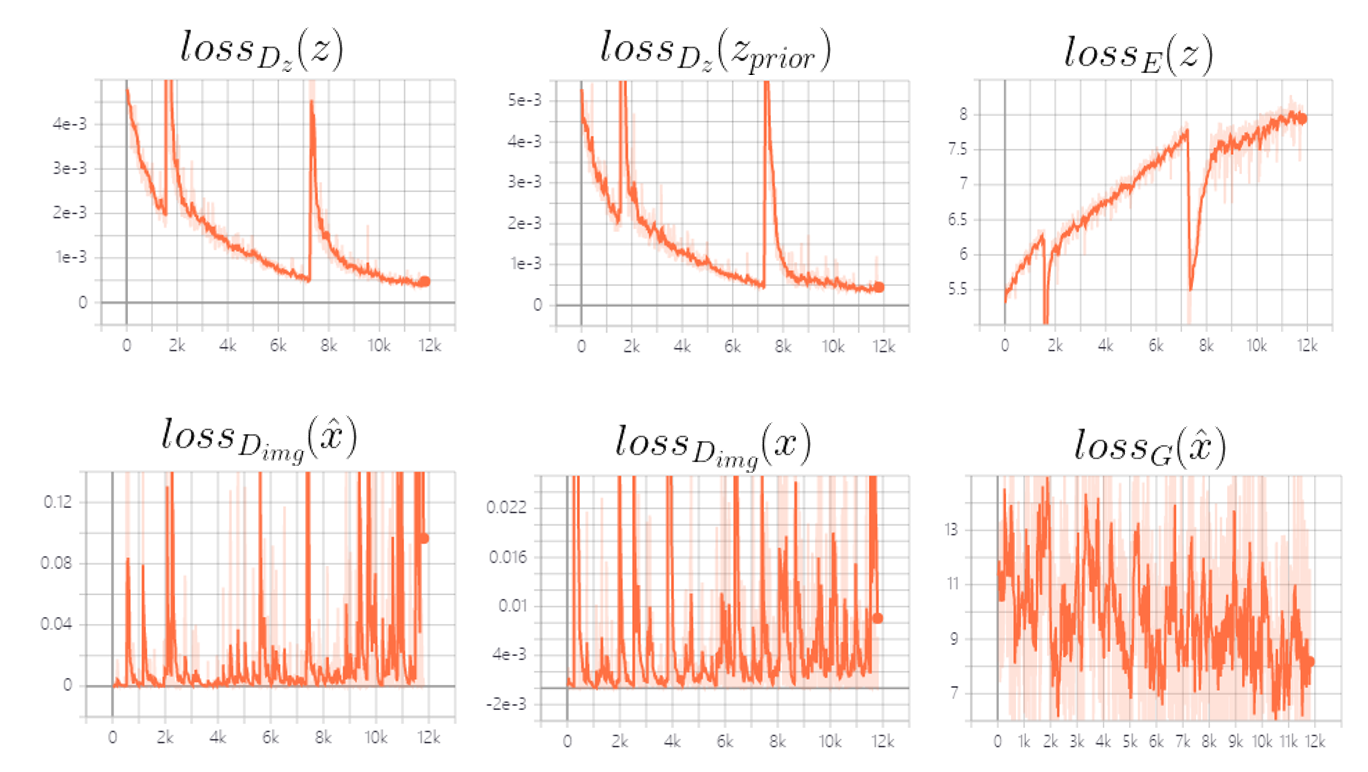 loss_{D_z}(z)
4e-3
3e-3
2e-3
1e-3
0
0 2k 4k 6k 8k 10k 12k
loss_{D_z}(z_{prior})
5e-3
4e-3
3e-3
2e-3
1e-3
0
0 2k 4k 6k 8k 10k 12k
loss_E(z)
8
7.5
7
6.5
6
5.5
0 2k 4k 6k 8k 10k 12k
loss_{D_{img}}(\hat{x})
0.12
0.08
0.04
0
0 2k 4k 6k 8k 10k 12k
loss_{D_{img}}(x)
0.022
0.016
0.01
4e-3
-2e-3
0 2k 4k 6k 8k 10k 12k
loss_G(\hat{x})
13
11
9
7
0 1k 2k 3k 4k 5k 6k 7k 8k 9k 10k 11k 12k